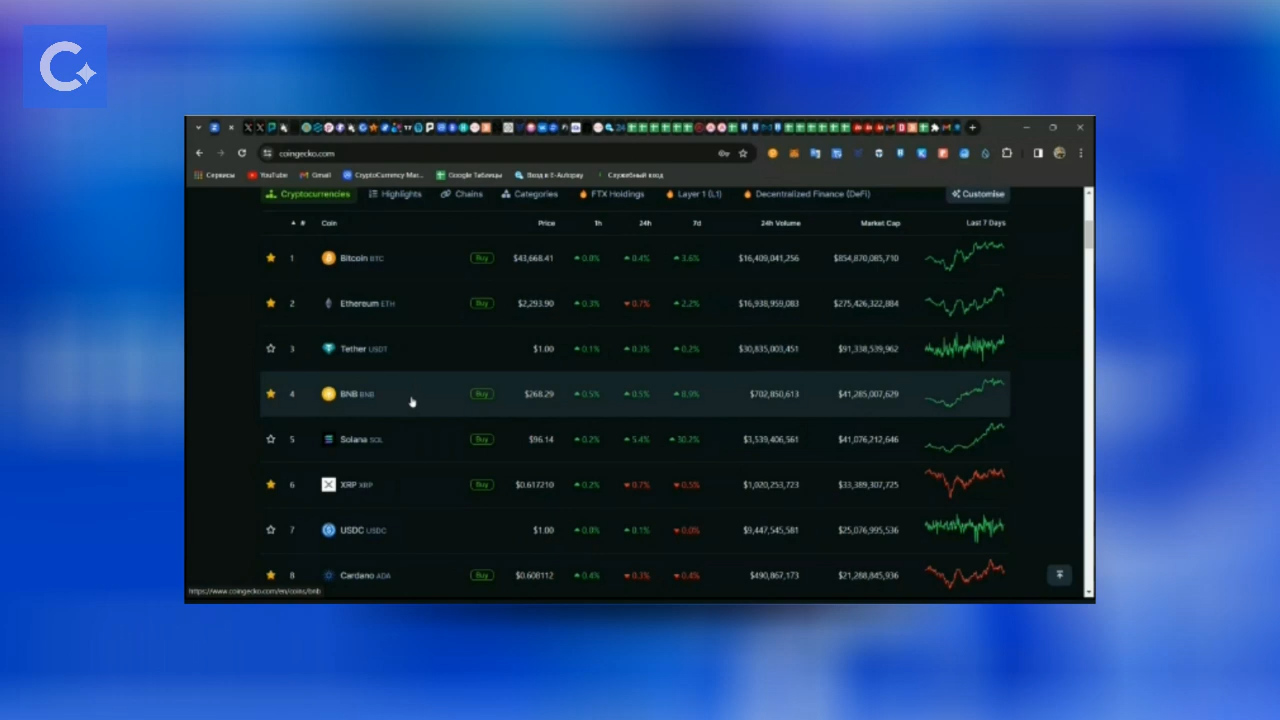 coingecko.com
Сервисы YouTube Gmail CryptoCurrency Mar... Google Таблицы Вход в E-Autopay Служебный вход
Cryptocurrencies Highlights Chains Categories FTX Holdings Layer 1 (L1) Decentralized Finance (DeFi) Customise
# Coin Price 1h 24h 7d 24h Volume Market Cap Last 7 Days
1 Bitcoin BTC Buy $43,668.41 0.0% 0.4% 3.6% $16,409,041,256 $854,870,085,710
2 Ethereum ETH Buy $2,293.90 0.3% 0.7% 2.2% $16,938,959,083 $275,426,322,884
3 Tether USDT $1.00 0.1% 0.3% 0.2% $30,835,003,451 $91,338,539,962
4 BNB BNB Buy $268.29 0.5% 0.5% 8.9% $702,850,613 $41,285,007,629
5 Solana SOL Buy $96.14 0.2% 5.4% 30.2% $3,539,406,561 $41,076,212,646
6 XRP XRP Buy $0.617210 0.2% 0.7% 0.5% $1,020,253,723 $33,389,307,725
7 USDC USDC $1.00 0.0% 0.1% 0.0% $9,447,545,581 $25,076,995,536
8 Cardano ADA Buy $0.608112 0.4% 0.3% 0.4% $490,867,173 $21,288,845,936
https://www.coingecko.com/en/coins/bnb